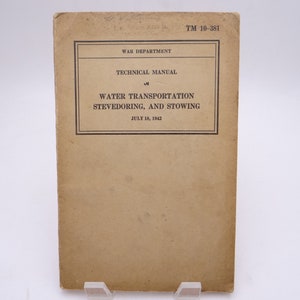 TM 10-381
WAR DEPARTMENT
TECHNICAL MANUAL
WATER TRANSPORTATION
STEVEDORING, AND STOWING
JULY 18, 1942